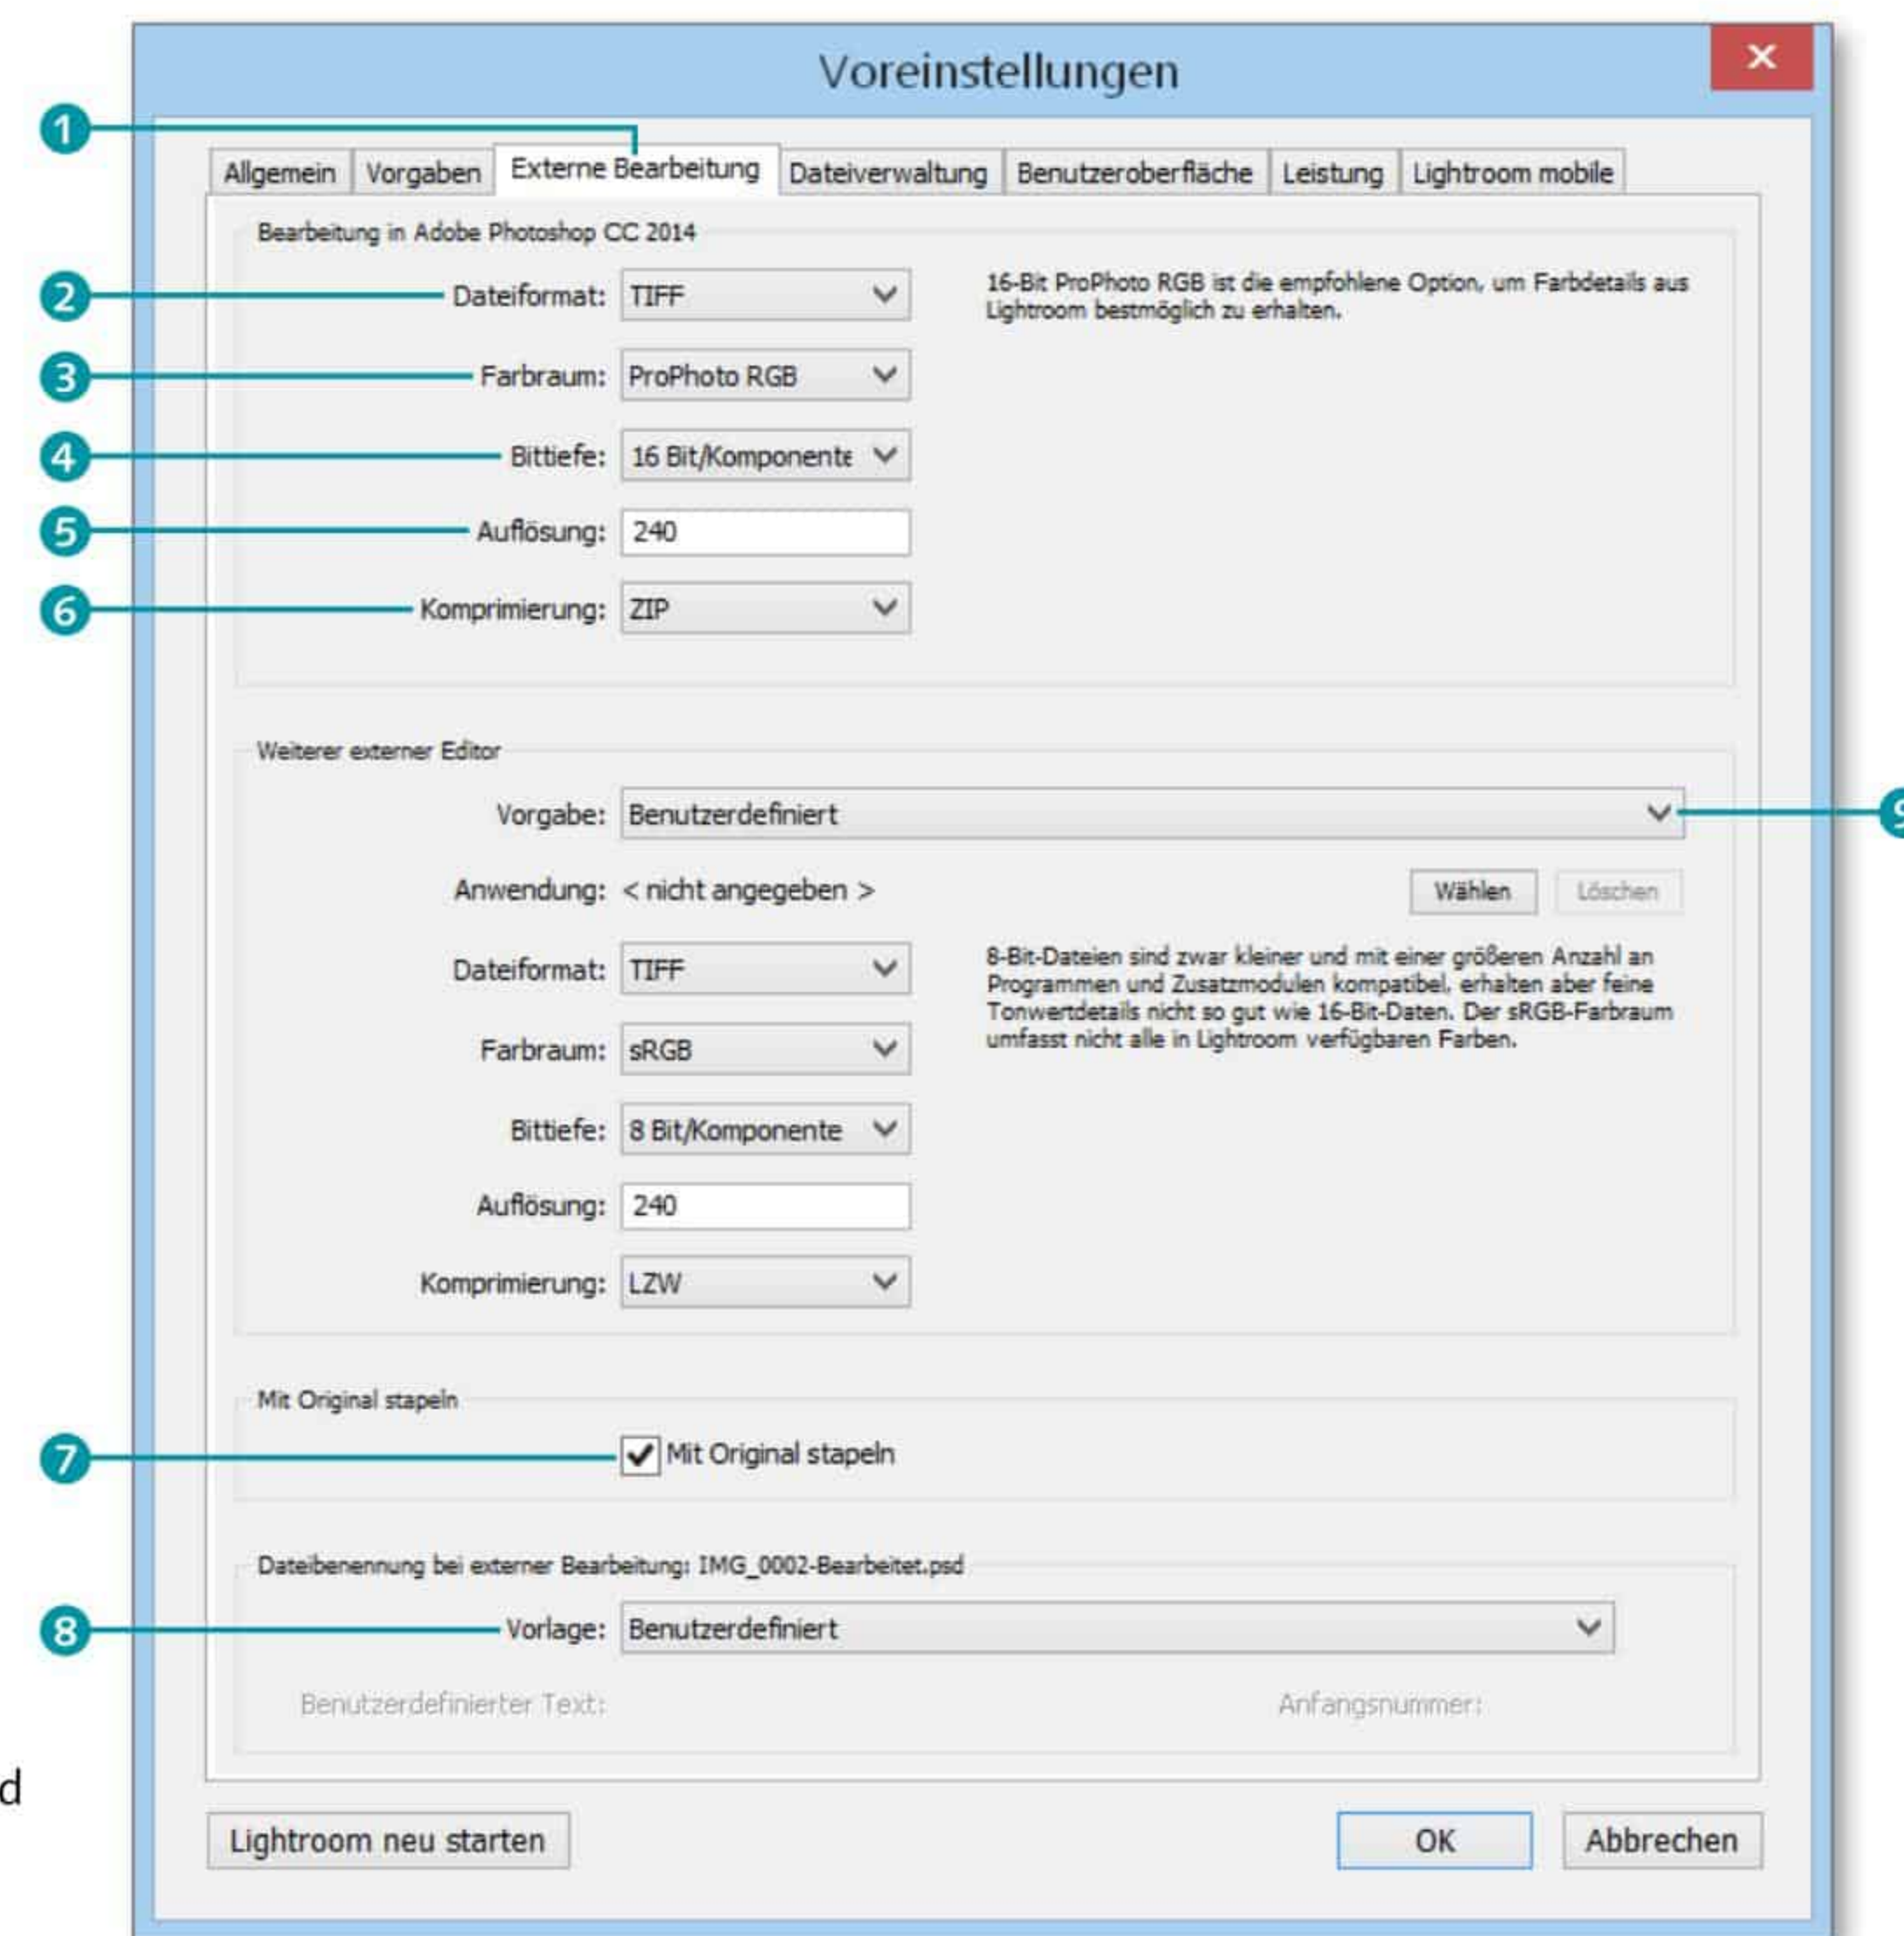 Voreinstellungen
1
Allgemein Vorgaben Externe Bearbeitung Dateiverwaltung Benutzeroberfläche Leistung Lightroom mobile
Bearbeitung in Adobe Photoshop CC 2014
2 Dateiformat: TIFF
16-Bit ProPhoto RGB ist die empfohlene Option, um Farbdetails aus
Lightroom bestmöglich zu erhalten.
3 Farbraum: ProPhoto RGB
4 Bittiefe: 16 Bit/Komponente
5 Auflösung: 240
6 Komprimierung: ZIP
Weiterer externer Editor
Vorgabe: Benutzerdefiniert 9
Anwendung: < nicht angegeben > Wählen Löschen
Dateiformat: TIFF
8-Bit-Dateien sind zwar kleiner und mit einer größeren Anzahl an
Programmen und Zusatzmodulen kompatibel, erhalten aber feine
Tonwertdetails nicht so gut wie 16-Bit-Daten. Der sRGB-Farbraum
umfasst nicht alle in Lightroom verfügbaren Farben.
Farbraum: sRGB
Bittiefe: 8 Bit/Komponente
Auflösung: 240
Komprimierung: LZW
Mit Original stapeln
7 Mit Original stapeln
Dateibenennung bei externer Bearbeitung: IMG_0002-Bearbeitet.psd
8 Vorlage: Benutzerdefiniert
Benutzerdefinierter Text: Anfangsnummer:
d
Lightroom neu starten OK Abbrechen